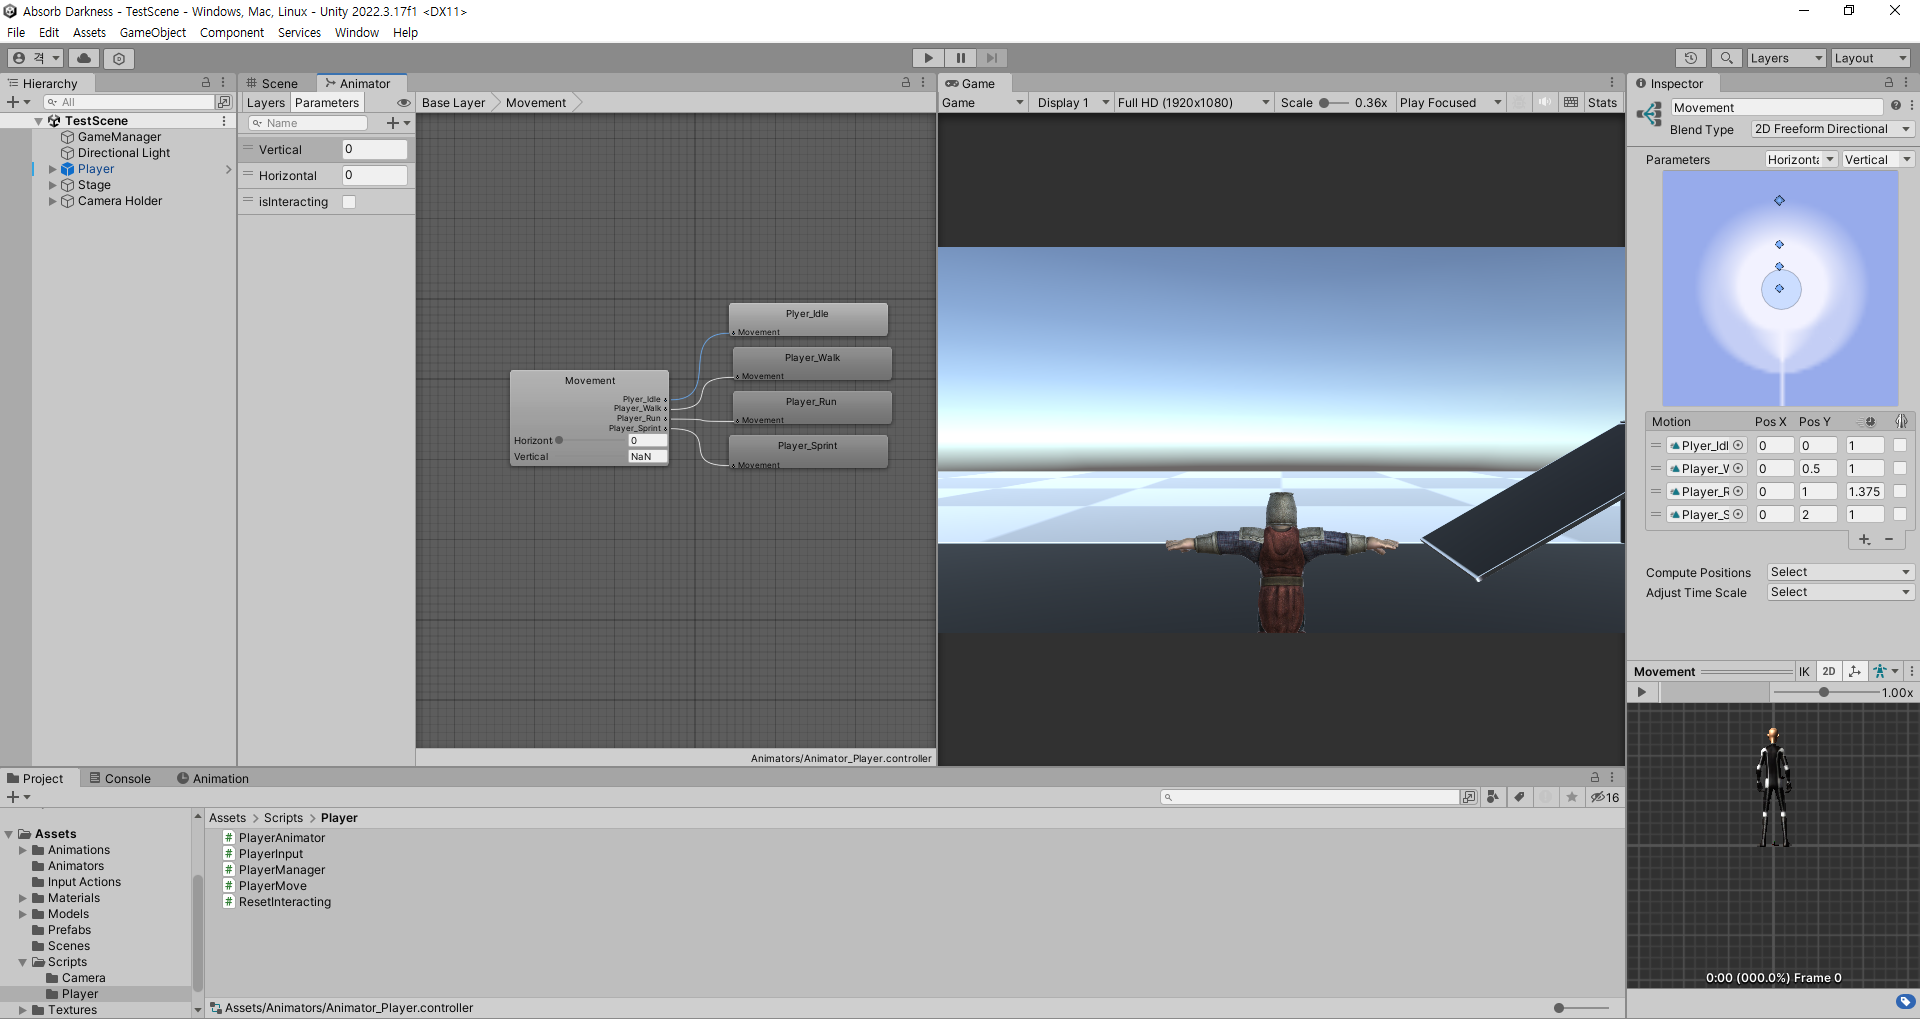 Absorb Darkness - TestScene - Windows, Mac, Linux - Unity 2022.3.17f1 <DX11>
File Edit Assets GameObject Component Services Window Help
Layers Layout
Hierarchy
All
TestScene
GameManager
Directional Light
Player
Stage
Camera Holder
Scene Animator
Layers Parameters
Base Layer Movement
Name
Vertical 0
Horizontal 0
isInteracting
Plyer_Idle
Movement
Player_Walk
Movement
Player_Run
Movement
Player_Sprint
Movement
Movement
Plyer_Idle
Player_Walk
Player_Run
Player_Sprint
Horizont 0
Vertical NaN
Animators/Animator_Player.controller
Game
Game Display 1 Full HD (1920x1080) Scale 0.36x Play Focused Stats
Inspector
Movement
Blend Type 2D Freeform Directional
Parameters Horizonta Vertical
Motion Pos X Pos Y
Plyer_Idl 0 0 1
Player_W 0 0.5 1
Player_R 0 1 1.375
Player_S 0 2 1
Compute Positions Select
Adjust Time Scale Select
Movement IK 2D
1.00x
0:00 (000.0%) Frame 0
Project Console Animation
16
Assets
Animations
Animators
Input Actions
Materials
Models
Prefabs
Scenes
Scripts
Camera
Player
Textures
Assets > Scripts > Player
PlayerAnimator
PlayerInput
PlayerManager
PlayerMove
ResetInteracting
Assets/Animators/Animator_Player.controller